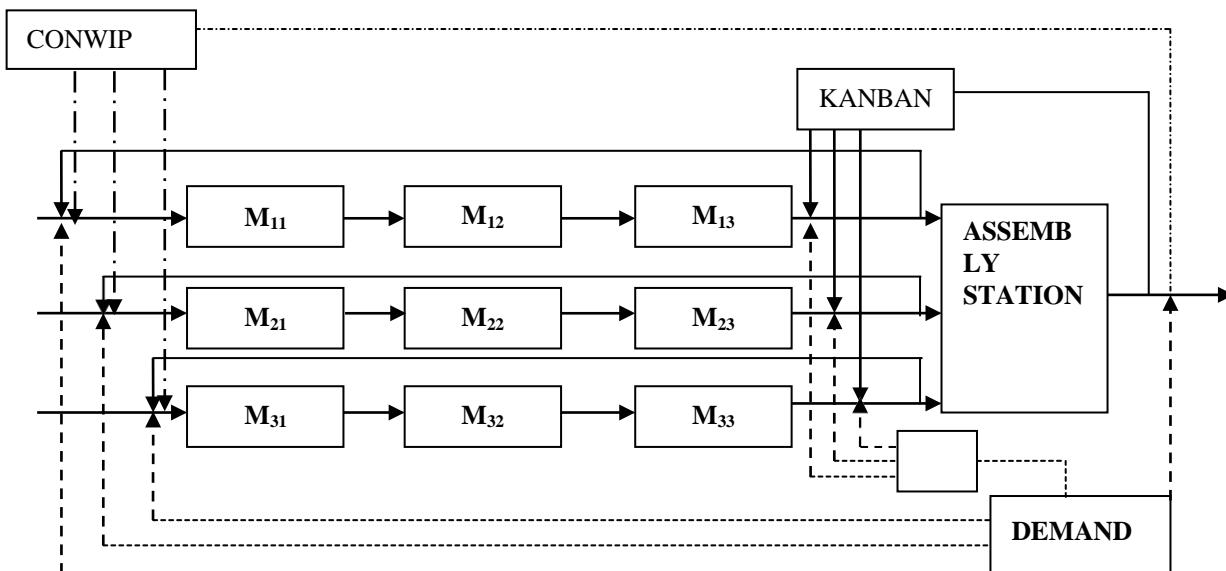 CONWIP
KANBAN
M₁₁
M₁₂
M₁₃
ASSEMB
LY
STATION
M₂₁
M₂₂
M₂₃
M₃₁
M₃₂
M₃₃
DEMAND